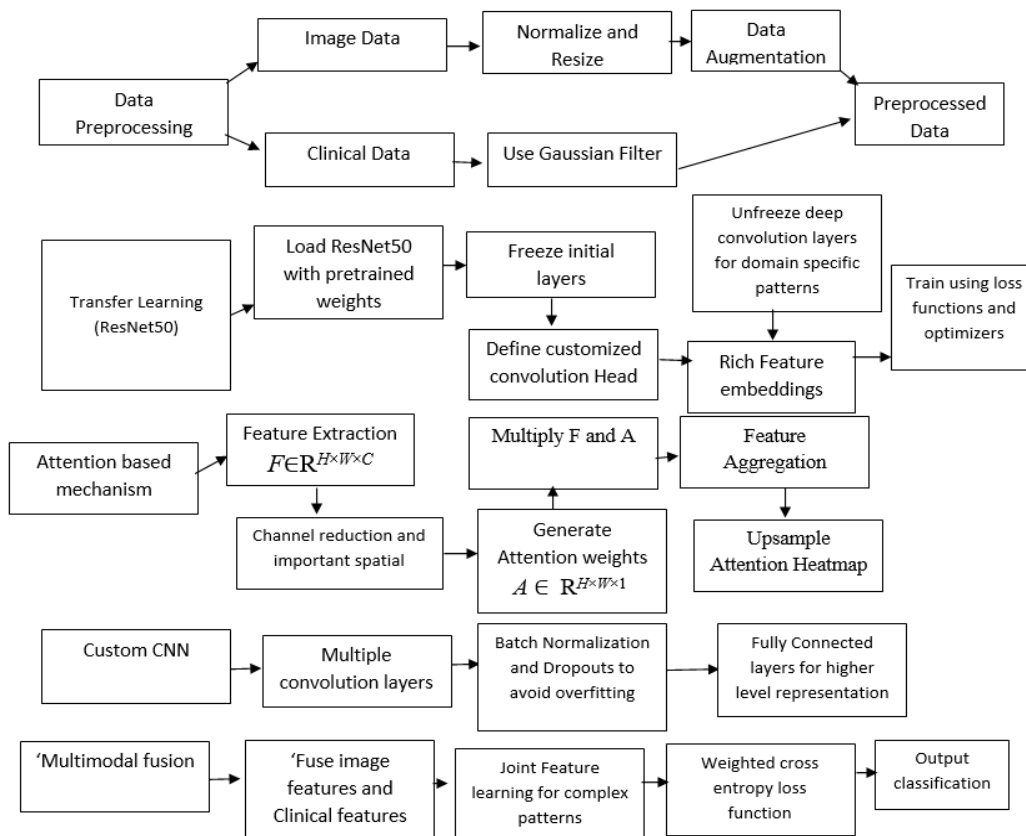 Image Data
Normalize and
Resize
Data
Augmentation
Data
Preprocessing
Preprocessed
Data
Clinical Data
Use Gaussian Filter
Transfer Learning
(ResNet50)
Load ResNet50
with pretrained
weights
Freeze initial
layers
Unfreeze deep
convolution layers
for domain specific
patterns
Train using loss
functions and
optimizers
Define customized
convolution Head
Rich Feature
embeddings
Attention based
mechanism
Feature Extraction
F∈R^H×W×C
Channel reduction and
important spatial
Generate
Attention weights
A ∈ R^H×W×1
Multiply F and A
Feature
Aggregation
Upsample
Attention Heatmap
Custom CNN
Multiple
convolution layers
Batch Normalization
and Dropouts to
avoid overfitting
Fully Connected
layers for higher
level representation
‘Multimodal fusion
‘Fuse image
features and
Clinical features
Joint Feature
learning for complex
patterns
Weighted cross
entropy loss
function
Output
classification